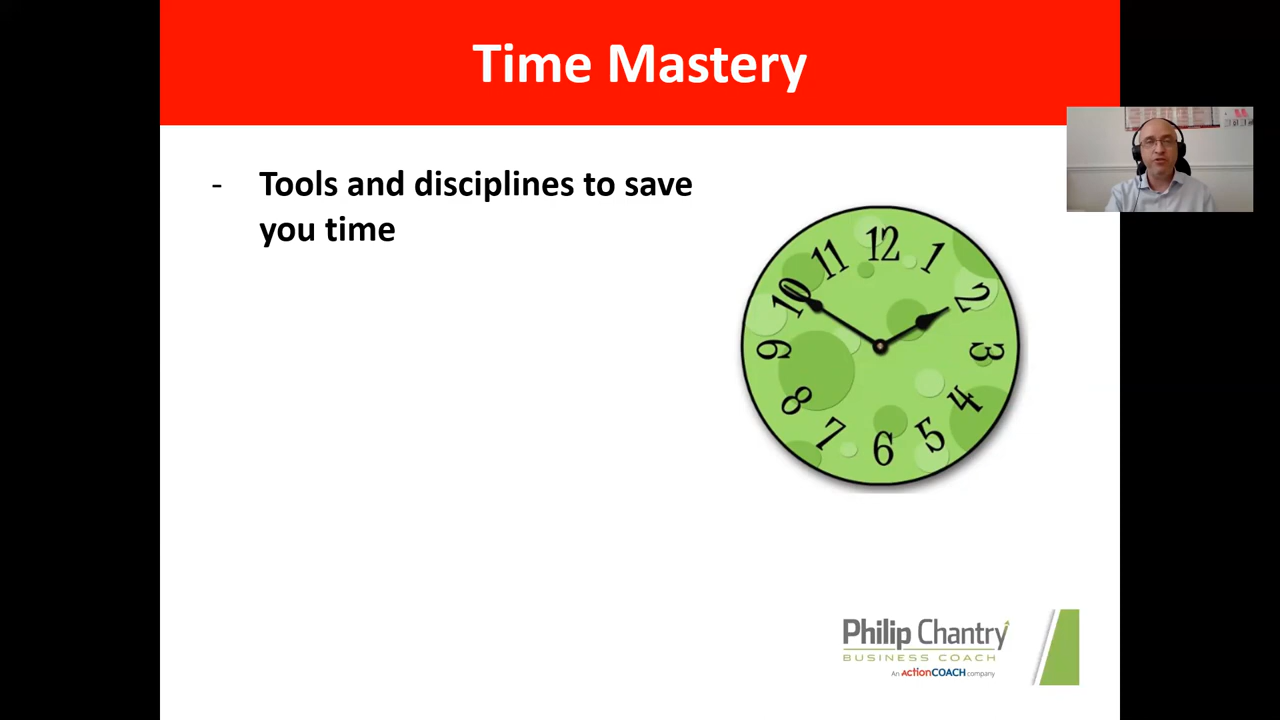 Time Mastery
- Tools and disciplines to save
you time
12
1
2
3
4
5
6
7
8
9
10
11
Philip Chantry
BUSINESS COACH
An ActionCOACH company